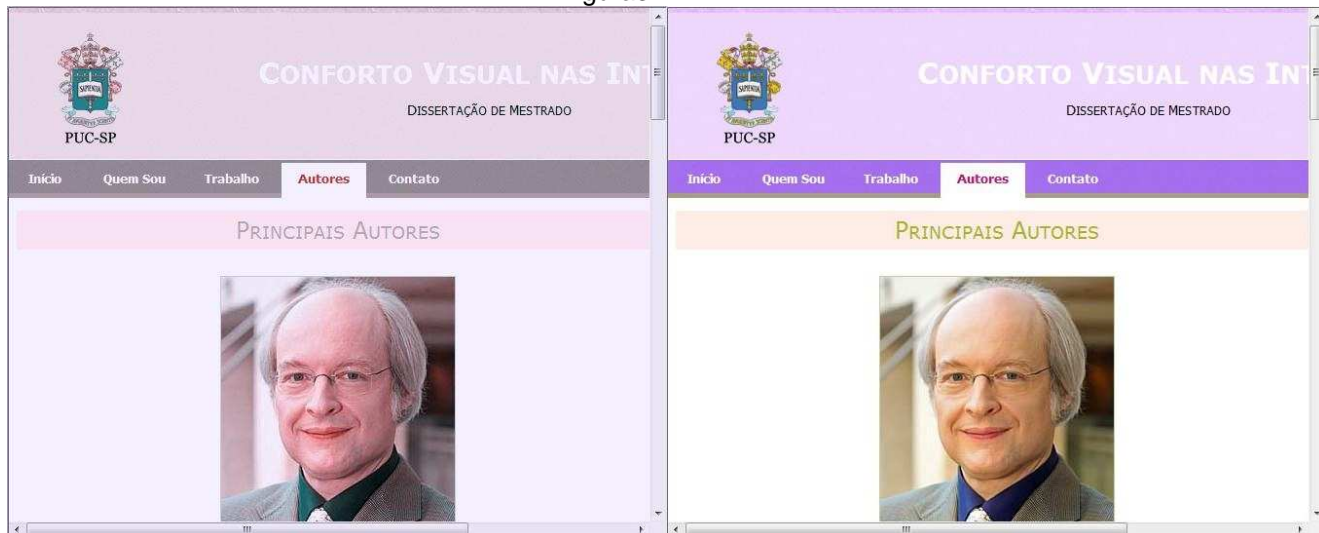 CONFORTO VISUAL NAS INT
DISSERTAÇÃO DE MESTRADO
PUC-SP
Início Quem Sou Trabalho Autores Contato
PRINCIPAIS AUTORES
CONFORTO VISUAL NAS INT
DISSERTAÇÃO DE MESTRADO
PUC-SP
Início Quem Sou Trabalho Autores Contato
PRINCIPAIS AUTORES